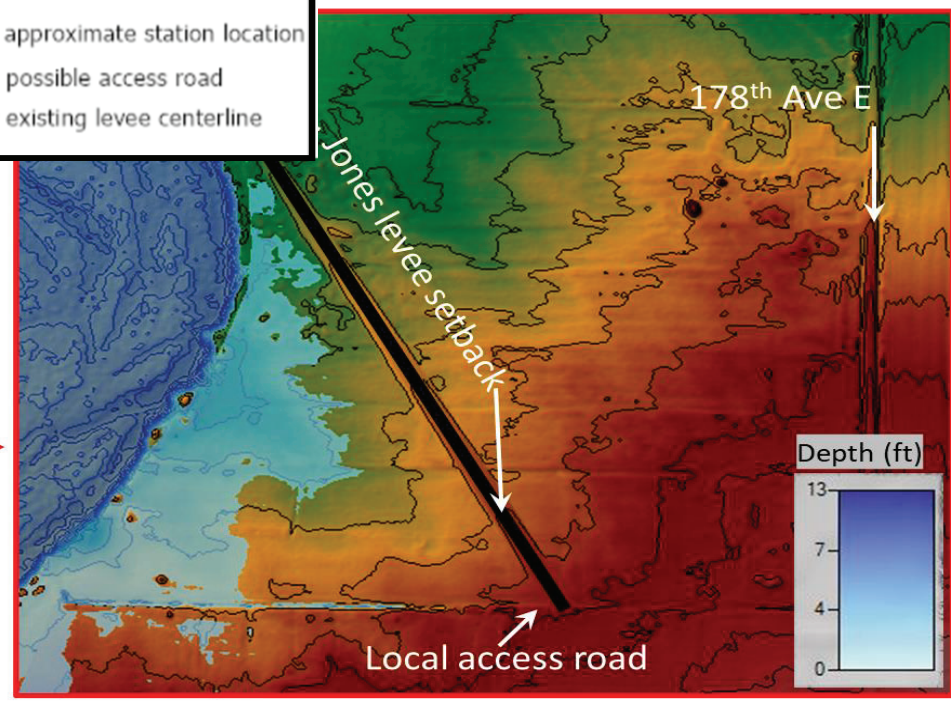 approximate station location
possible access road
existing levee centerline
178th Ave E
Jones levee setback
Depth (ft)
13
7
4
0
Local access road